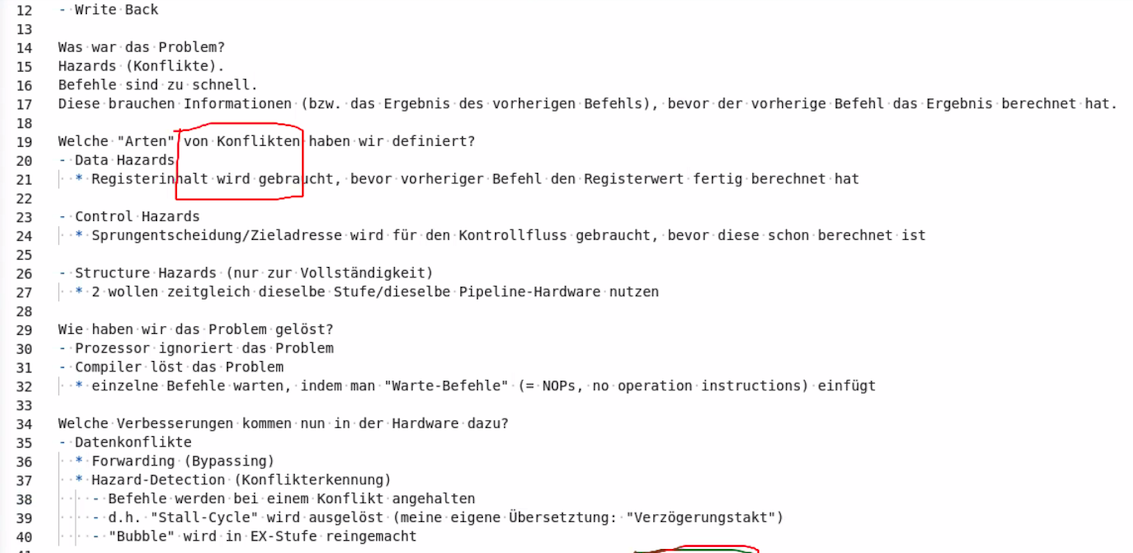 12 - Write Back
13
14 Was war das Problem?
15 Hazards (Konflikte).
16 Befehle sind zu schnell.
17 Diese brauchen Informationen (bzw. das Ergebnis des vorherigen Befehls), bevor der vorherige Befehl das Ergebnis berechnet hat.
18
19 Welche "Arten" von Konflikten haben wir definiert?
20 - Data Hazards
21 * Registerinhalt wird gebraucht, bevor vorheriger Befehl den Registerwert fertig berechnet hat
22
23 - Control Hazards
24 * Sprungentscheidung/Zieladresse wird für den Kontrollfluss gebraucht, bevor diese schon berechnet ist
25
26 - Structure Hazards (nur zur Vollständigkeit)
27 * 2 wollen zeitgleich dieselbe Stufe/dieselbe Pipeline-Hardware nutzen
28
29 Wie haben wir das Problem gelöst?
30 - Prozessor ignoriert das Problem
31 - Compiler löst das Problem
32 * einzelne Befehle warten, indem man "Warte-Befehle" (= NOPs, no operation instructions) einfügt
33
34 Welche Verbesserungen kommen nun in der Hardware dazu?
35 - Datenkonflikte
36 * Forwarding (Bypassing)
37 * Hazard-Detection (Konflikterkennung)
38 - Befehle werden bei einem Konflikt angehalten
39 - d.h. "Stall-Cycle" wird ausgelöst (meine eigene Übersetztung: "Verzögerungstakt")
40 - "Bubble" wird in EX-Stufe reingemacht